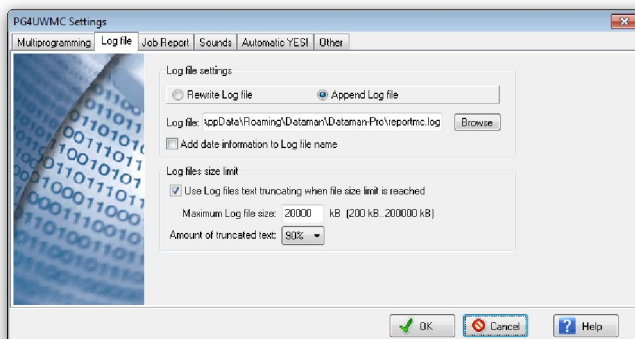 PG4UWMC Settings
Multiprogramming Log file Job Report Sounds Automatic YES! Other
Log file settings
Rewrite Log file Append Log file
Log file: \ppData\Roaming\Dataman\Dataman-Pro\reportmc.log Browse
Add date information to Log file name
Log files size limit
Use Log files text truncating when file size limit is reached
Maximum Log file size: 20000 kB (200 kB..200000 kB)
Amount of truncated text: 90%
OK Cancel Help